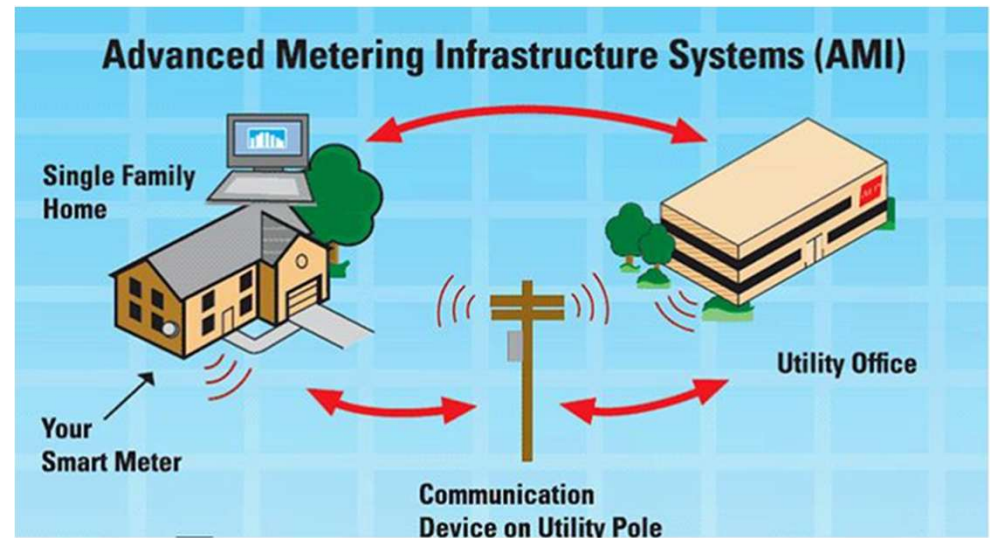 Advanced Metering Infrastructure Systems (AMI)
Single Family
Home
Your
Smart Meter
Utility Office
Communication
Device on Utility Pole